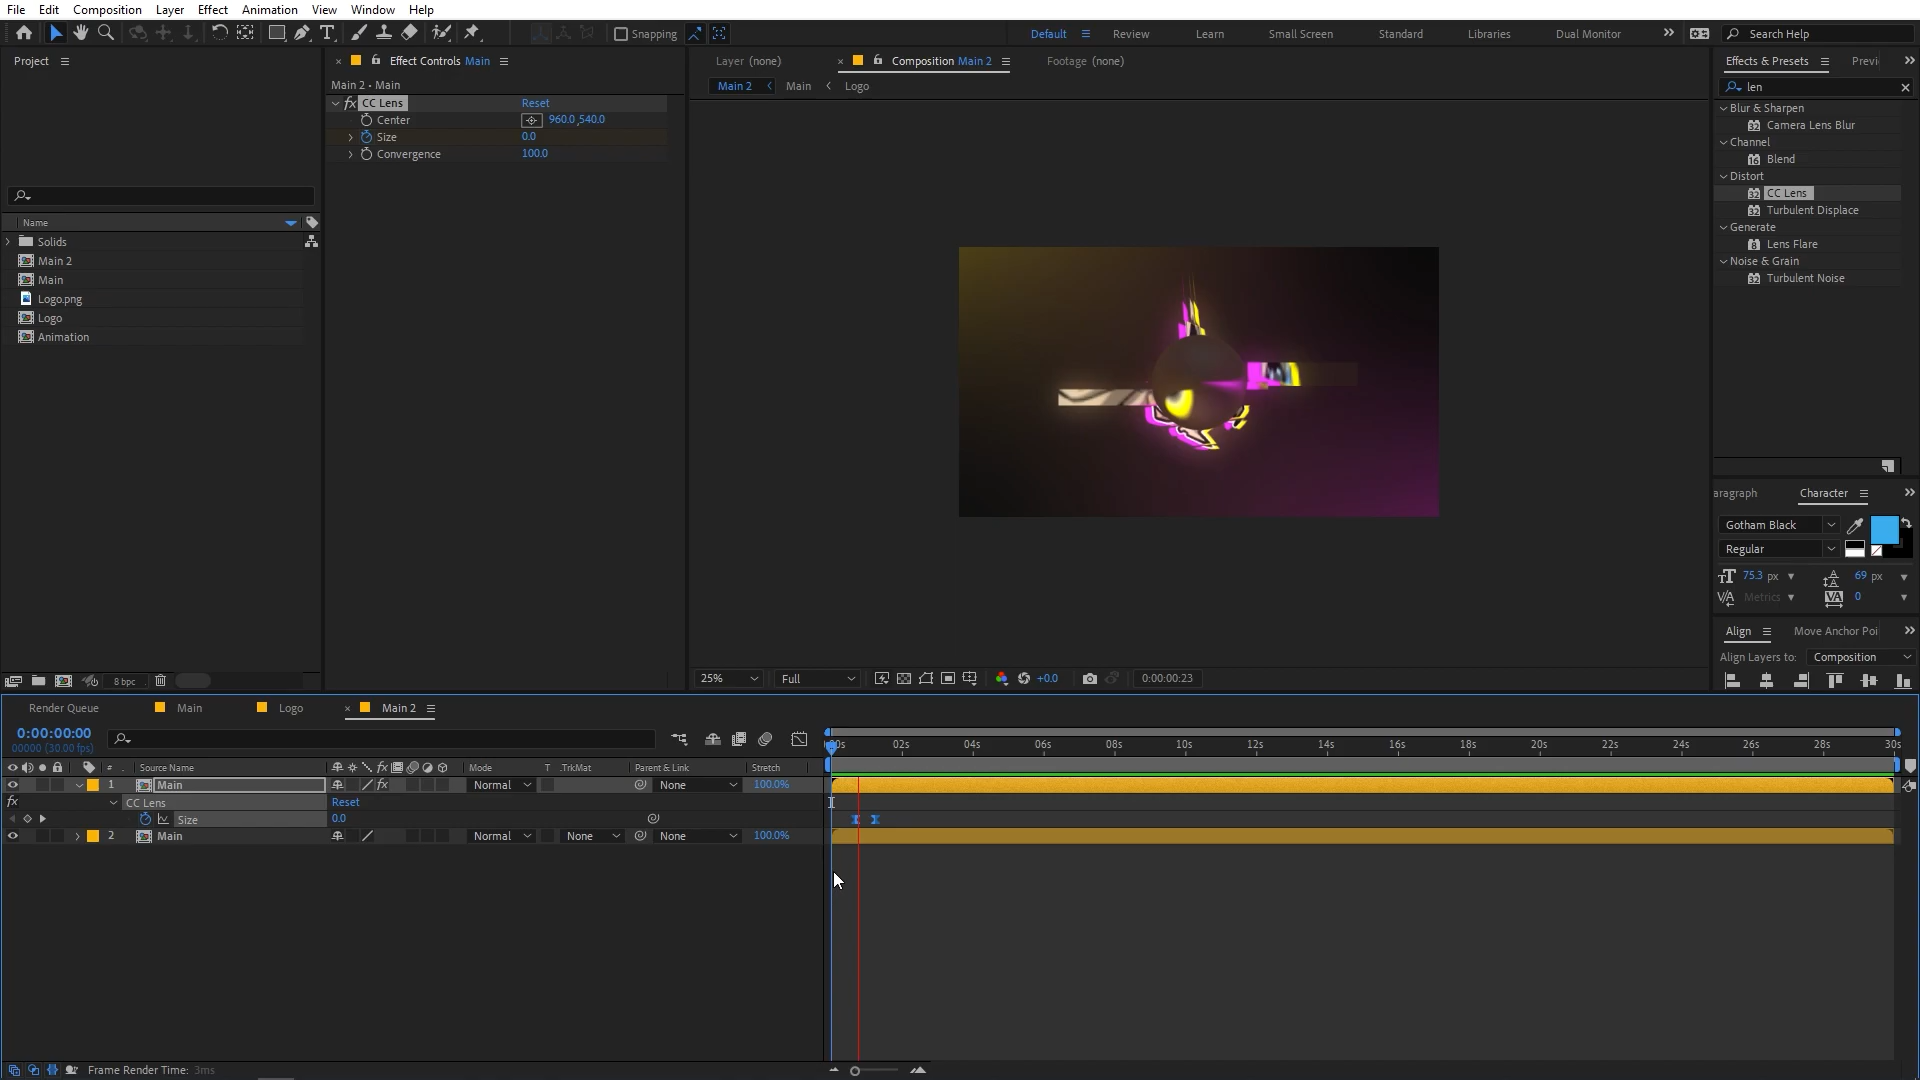 File Edit Composition Layer Effect Animation View Window Help
Snapping
Default Review Learn Small Screen Standard Libraries Dual Monitor Search Help
Project
Name
Solids
Main 2
Main
Logo.png
Logo
Animation
8 bpc
Effect Controls Main
Main 2 • Main
fx CC Lens Reset
Center 960.0,540.0
Size 0.0
Convergence 100.0
Layer (none) Composition Main 2 Footage (none)
Main 2 Main Logo
25% Full +0.0 0:00:00:23
Effects & Presets Previ
len
Blur & Sharpen
32 Camera Lens Blur
Channel
16 Blend
Distort
32 CC Lens
32 Turbulent Displace
Generate
8 Lens Flare
Noise & Grain
32 Turbulent Noise
aragraph Character
Gotham Black
Regular
75.3 px 69 px
Metrics 0
Align Move Anchor Poi
Align Layers to: Composition
Render Queue Main Logo Main 2
0:00:00:00
00000 (30.00 fps)
# Source Name Mode T .TrkMat Parent & Link Stretch
00s 02s 04s 06s 08s 10s 12s 14s 16s 18s 20s 22s 24s 26s 28s 30s
1 Main fx Normal None 100.0%
fx CC Lens Reset
Size 0.0
2 Main Normal None None 100.0%
Frame Render Time: 3ms